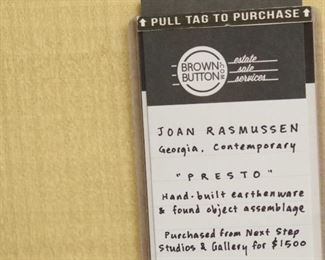 ↑ PULL TAG TO PURCHASE ↑
BROWN
BUTTON
.COM
estate
sale
services
JOAN RASMUSSEN
Georgia, Contemporary
"PRESTO"
Hand-built earthenware
& found object assemblage
Purchased from Next Step
Studios & Gallery for $1500